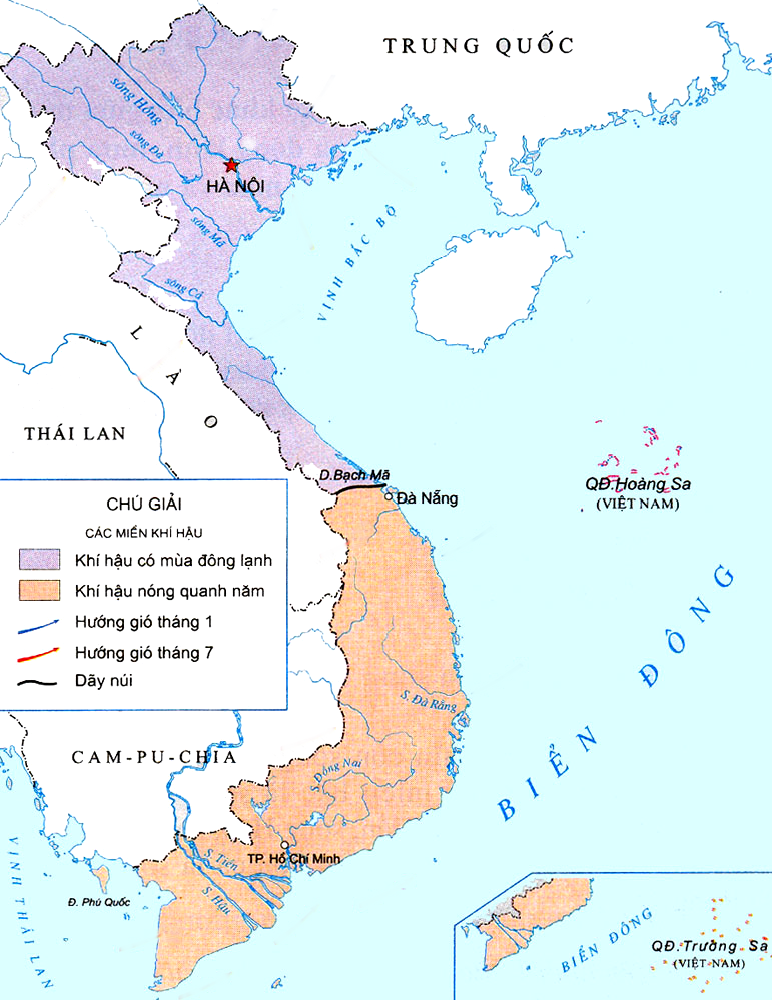 TRUNG QUỐC
sông Hồng
sông Đà
HÀ NỘI
sông Mã
VỊNH BẮC BỘ
sông Cả
LÀO
THÁI LAN
D.Bạch Mã
Đà Nẵng
QĐ.Hoàng Sa
(VIỆT NAM)
CHÚ GIẢI
CÁC MIỀN KHÍ HẬU
Khí hậu có mùa đông lạnh
Khí hậu nóng quanh năm
Hướng gió tháng 1
Hướng gió tháng 7
Dãy núi
BIỂN ĐÔNG
S. Đà Rằng
CAM-PU-CHIA
S.Đồng Nai
TP. Hồ Chí Minh
S. Tiền
S. Hậu
Đ. Phú Quốc
VỊNH THÁI LAN
BIỂN ĐÔNG
QĐ.Trường Sa
(VIỆT-NAM)